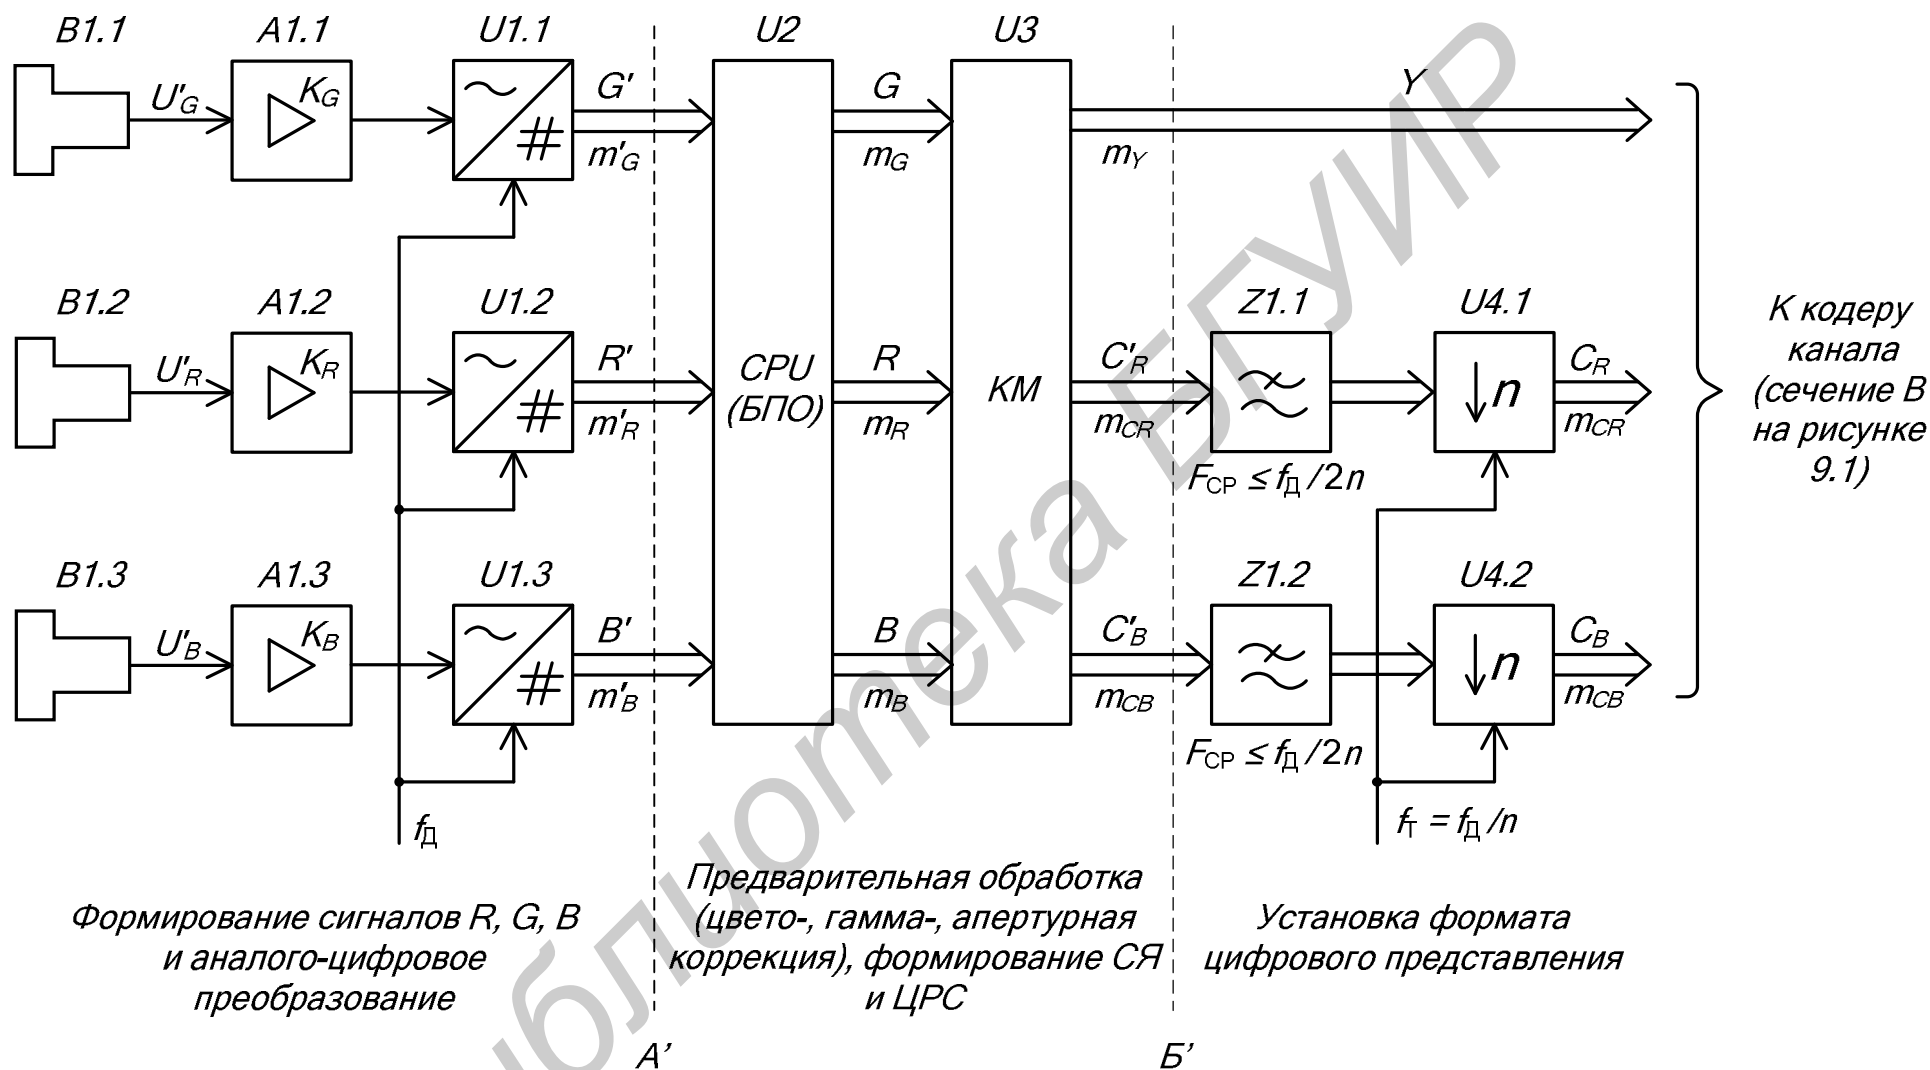 B1.1
A1.1
U1.1
U2
U3
U'G
KG
G'
m'G
G
mG
Y
mY
B1.2
A1.2
U1.2
Z1.1
U4.1
U'R
KR
R'
m'R
CPU
(БПО)
R
mR
КМ
C'R
mCR
↓n
CR
mCR
FСР ≤ fД/2n
К кодеру
канала
(сечение В
на рисунке
9.1)
B1.3
A1.3
U1.3
Z1.2
U4.2
U'B
KB
B'
m'B
B
mB
C'B
mCB
↓n
CB
mCB
FСР ≤ fД/2n
fД
fТ = fД/n
Формирование сигналов R, G, B
и аналого-цифровое
преобразование
Предварительная обработка
(цвето-, гамма-, апертурная
коррекция), формирование СЯ
и ЦРС
Установка формата
цифрового представления
А’
Б’
блиотека БГУИР